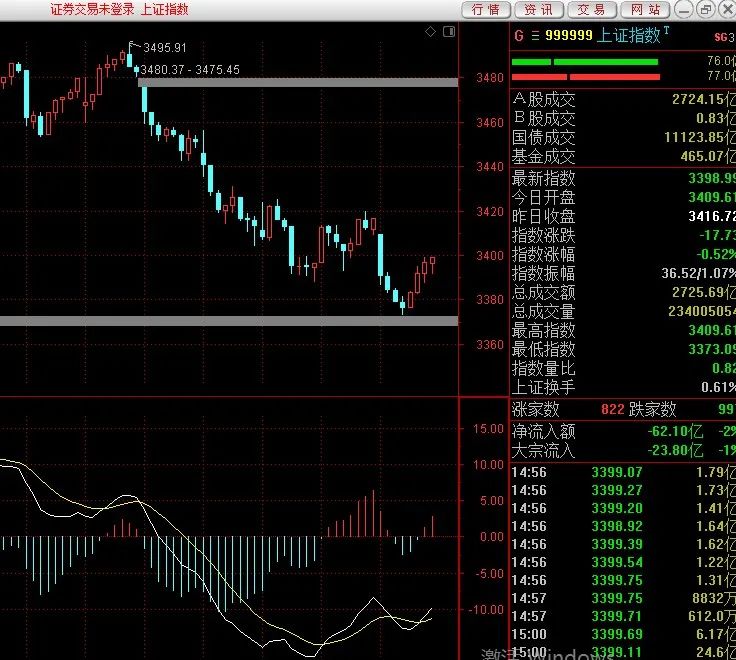 证券交易未登录 上证指数
行情 资讯 交易 网站
G 999999 上证指数 T SG3
3495.91
3480.37 - 3475.45
3480
3460
3440
3420
3400
3380
3360
15.00
10.00
5.00
0.00
-5.00
-10.00
76.0亿
77.0亿
A股成交 2724.15亿
B股成交 0.83亿
国债成交 11123.85亿
基金成交 465.07亿
最新指数 3398.99
今日开盘 3409.61
昨日收盘 3416.72
指数涨跌 -17.73
指数涨幅 -0.52%
指数振幅 36.52/1.07%
总成交额 2725.69亿
总成交量 234005054
最高指数 3409.61
最低指数 3373.09
指数量比 0.82
上证换手 0.61%
涨家数 822 跌家数 99
净流入额 -62.10亿 -2%
大宗流入 -23.80亿 -1%
14:56 3399.07 1.79亿
14:56 3399.27 1.73亿
14:56 3399.20 1.41亿
14:56 3398.92 1.64亿
14:56 3399.39 1.62亿
14:56 3399.54 1.22亿
14:56 3399.75 1.31亿
14:57 3399.75 8832万
14:57 3399.71 612.0万
15:00 3399.69 6.17亿
15:00 3399.11 24.6亿
激活 Windows